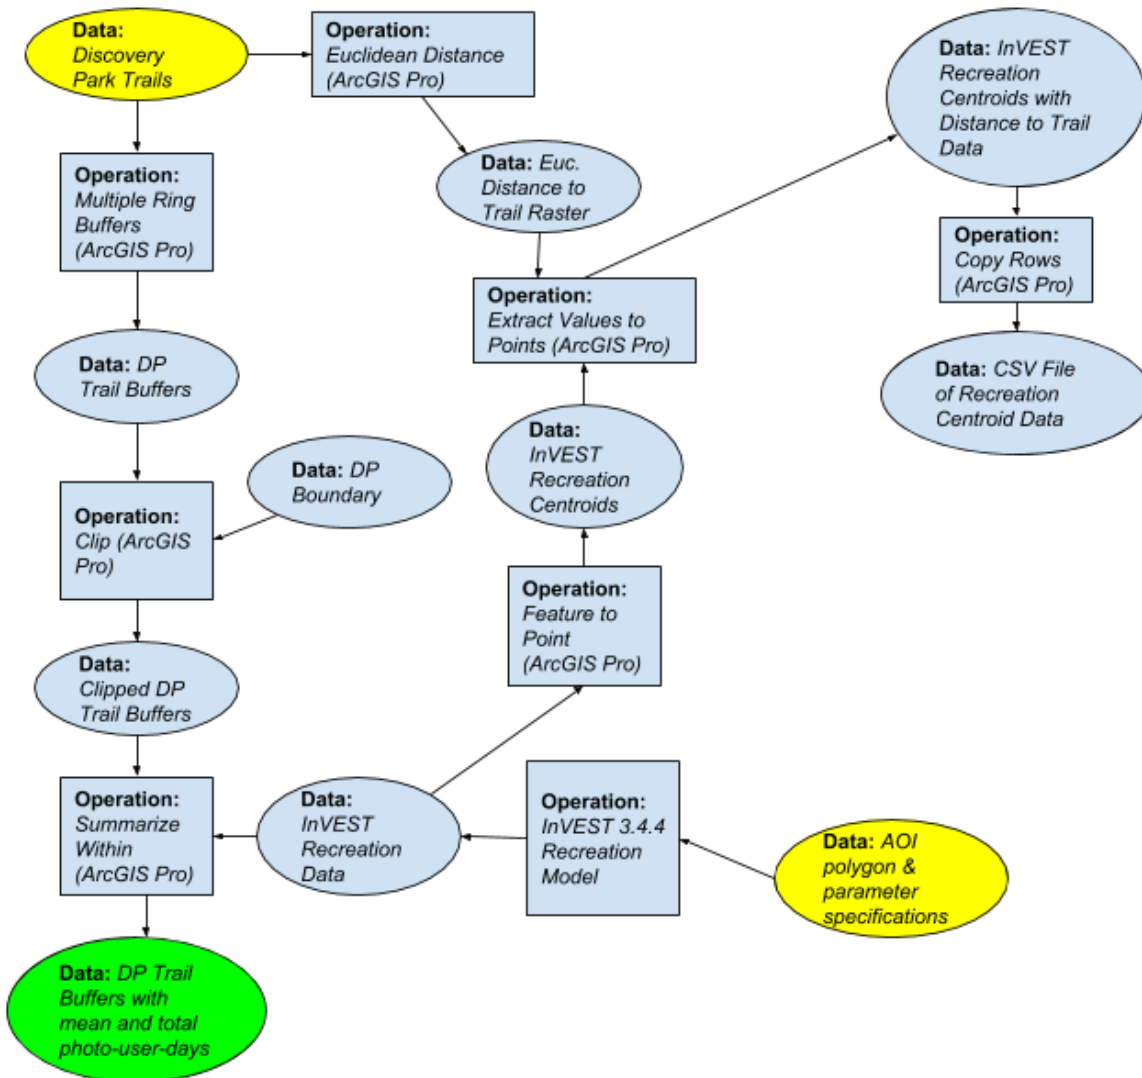 Data:
Discovery
Park Trails
Operation:
Euclidean Distance
(ArcGIS Pro)
Data: InVEST
Recreation
Centroids with
Distance to Trail
Data
Operation:
Multiple Ring
Buffers
(ArcGIS Pro)
Data: Euc.
Distance to
Trail Raster
Operation:
Copy Rows
(ArcGIS Pro)
Operation:
Extract Values to
Points (ArcGIS Pro)
Data: DP
Trail Buffers
Data: CSV File
of Recreation
Centroid Data
Data:
InVEST
Recreation
Centroids
Data: DP
Boundary
Operation:
Clip (ArcGIS
Pro)
Operation:
Feature to
Point
(ArcGIS Pro)
Data:
Clipped DP
Trail Buffers
Operation:
Summarize
Within
(ArcGIS Pro)
Data:
InVEST
Recreation
Data
Operation:
InVEST 3.4.4
Recreation
Model
Data: AOI
polygon &
parameter
specifications
Data: DP Trail
Buffers with
mean and total
photo-user-days